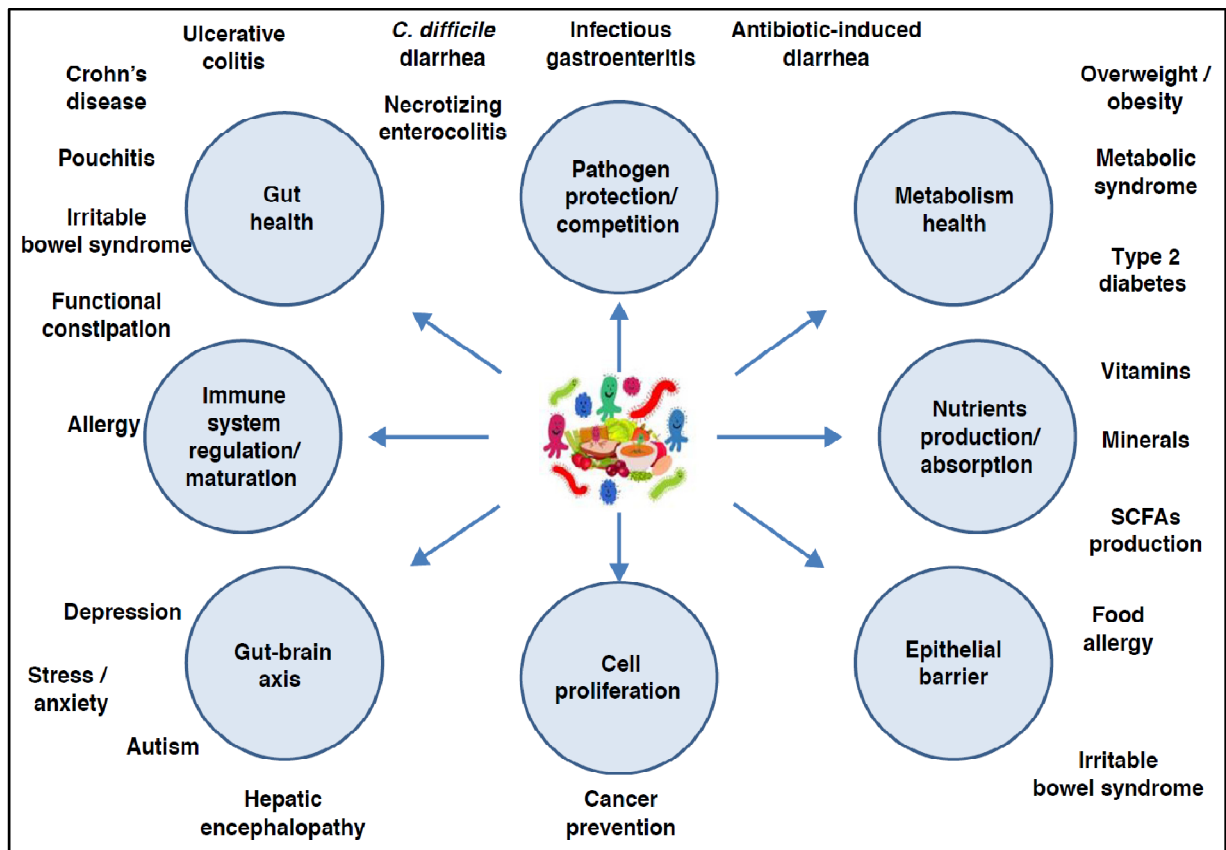 Ulcerative
colitis
C. difficile
diarrhea
Infectious
gastroenteritis
Antibiotic-induced
diarrhea
Crohn's
disease
Necrotizing
enterocolitis
Overweight /
obesity
Pouchitis
Gut
health
Pathogen
protection/
competition
Metabolism
health
Metabolic
syndrome
Irritable
bowel syndrome
Type 2
diabetes
Functional
constipation
Allergy
Immune
system
regulation/
maturation
Nutrients
production/
absorption
Vitamins
Minerals
SCFAs
production
Depression
Stress /
anxiety
Autism
Gut-brain
axis
Cell
proliferation
Epithelial
barrier
Food
allergy
Irritable
bowel syndrome
Hepatic
encephalopathy
Cancer
prevention